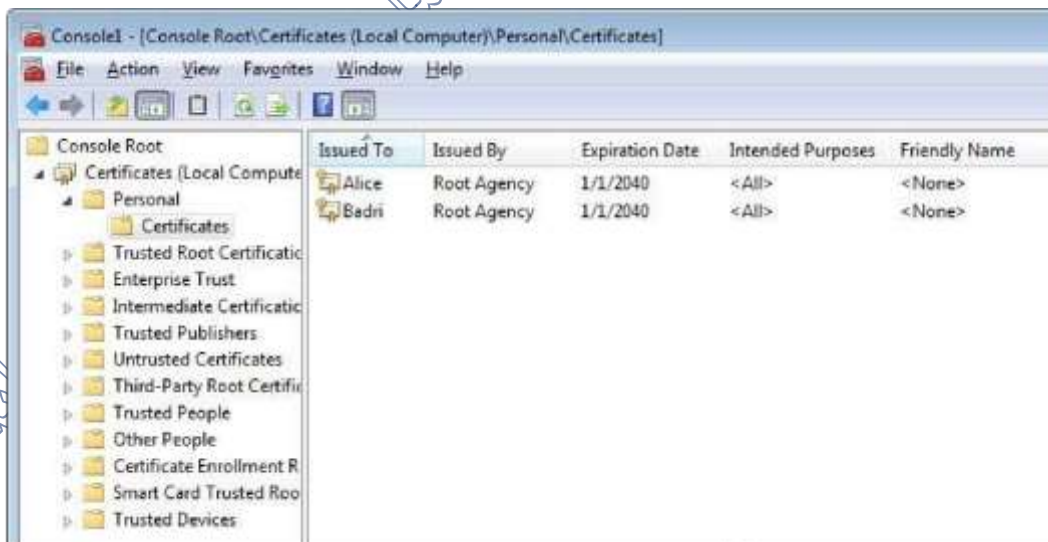 Console1 - [Console Root\Certificates (Local Computer)\Personal\Certificates]
File Action View Favorites Window Help
Console Root
Certificates (Local Compute
Personal
Certificates
Trusted Root Certificatic
Enterprise Trust
Intermediate Certificatic
Trusted Publishers
Untrusted Certificates
Third-Party Root Certific
Trusted People
Other People
Certificate Enrollment R
Smart Card Trusted Roo
Trusted Devices
Issued To Issued By Expiration Date Intended Purposes Friendly Name
Alice Root Agency 1/1/2040 <All> <None>
Badri Root Agency 1/1/2040 <All> <None>